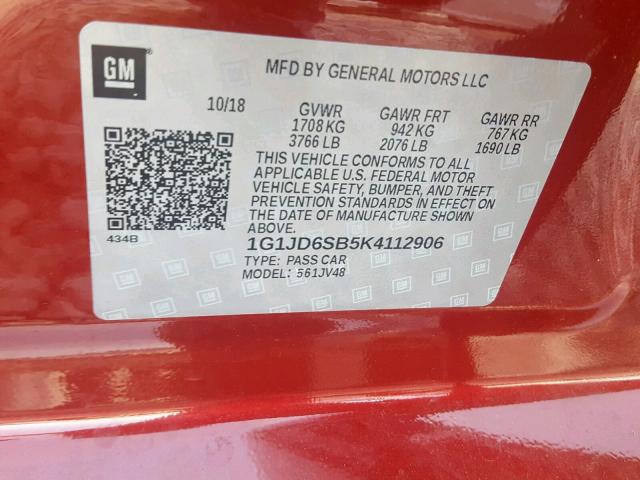 GM
MFD BY GENERAL MOTORS LLC
10/18 GVWR GAWR FRT GAWR RR
1708 KG 942 KG 767 KG
3766 LB 2076 LB 1690 LB
THIS VEHICLE CONFORMS TO ALL
APPLICABLE U.S. FEDERAL MOTOR
VEHICLE SAFETY, BUMPER, AND THEFT
PREVENTION STANDARDS IN EFFECT ON
THE DATE OF MANUFACTURE SHOWN
ABOVE.
434B
1G1JD6SB5K4112906
TYPE: PASS CAR
MODEL: 561JV48